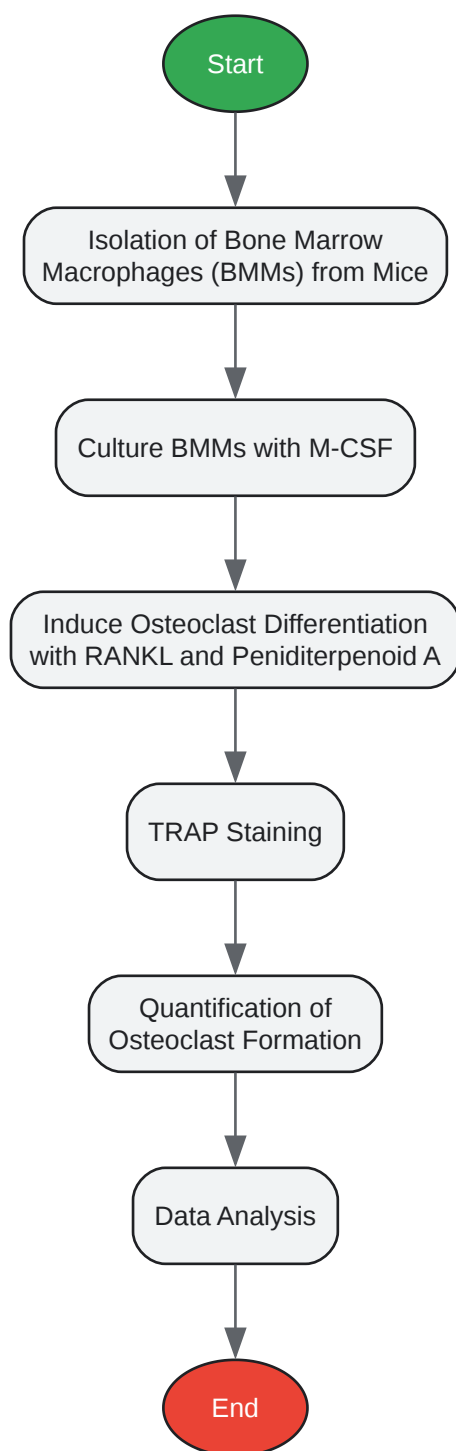 Start
Isolation of Bone Marrow
Macrophages (BMMs) from Mice
Culture BMMs with M-CSF
Induce Osteoclast Differentiation
with RANKL and Peniditerpenoid A
TRAP Staining
Quantification of
Osteoclast Formation
Data Analysis
End